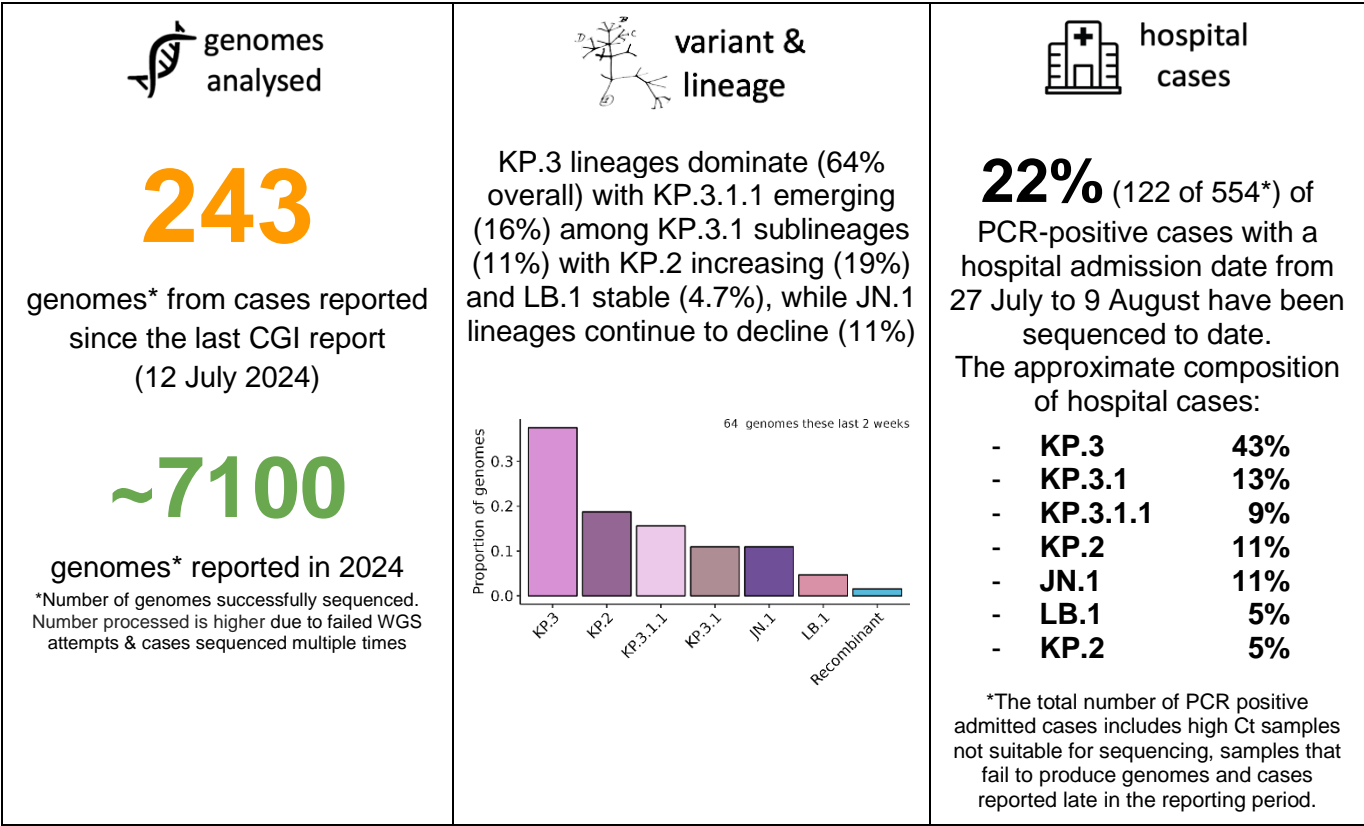 genomes
analysed
243
genomes* from cases reported
since the last CGI report
(12 July 2024)
~7100
genomes* reported in 2024
*Number of genomes successfully sequenced.
Number processed is higher due to failed WGS
attempts & cases sequenced multiple times
variant &
lineage
KP.3 lineages dominate (64%
overall) with KP.3.1.1 emerging
(16%) among KP.3.1 sublineages
(11%) with KP.2 increasing (19%)
and LB.1 stable (4.7%), while JN.1
lineages continue to decline (11%)
64 genomes these last 2 weeks
Proportion of genomes
0.3
0.2
0.1
0.0
KP.3
KP.2
KP.3.1.1
KP.3.1
JN.1
LB.1
Recombinant
hospital
cases
22% (122 of 554*) of
PCR-positive cases with a
hospital admission date from
27 July to 9 August have been
sequenced to date.
The approximate composition
of hospital cases:
- KP.3 43%
- KP.3.1 13%
- KP.3.1.1 9%
- KP.2 11%
- JN.1 11%
- LB.1 5%
- KP.2 5%
*The total number of PCR positive
admitted cases includes high Ct samples
not suitable for sequencing, samples that
fail to produce genomes and cases
reported late in the reporting period.